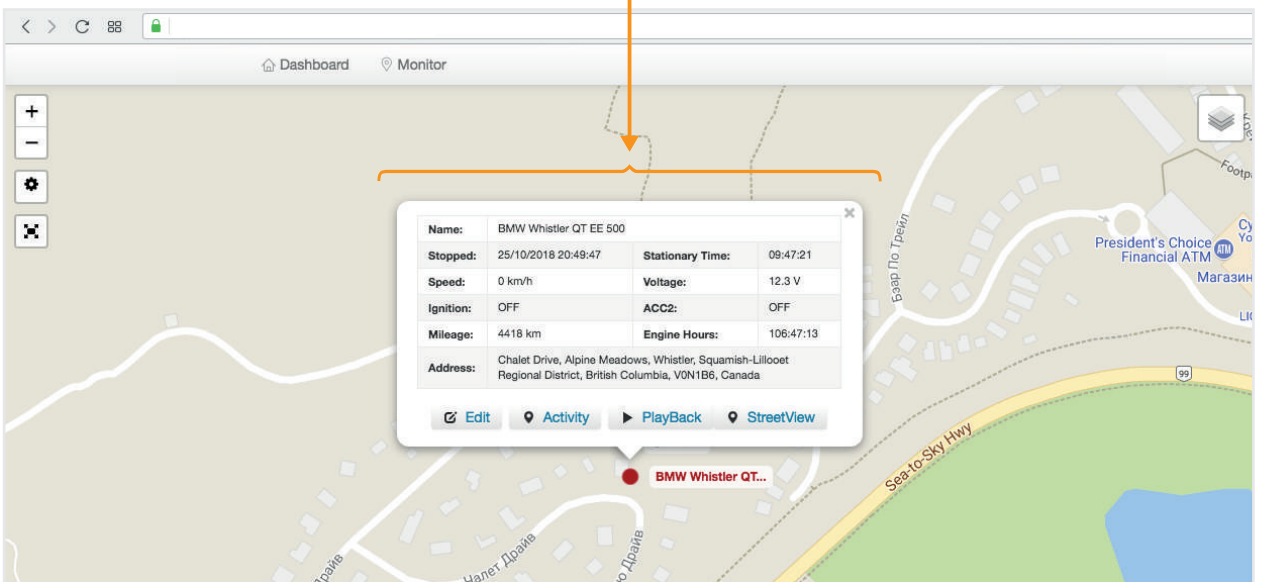 Dashboard
Monitor
+
−
Name: BMW Whistler QT EE 500
Stopped: 25/10/2018 20:49:47 Stationary Time: 09:47:21
Speed: 0 km/h Voltage: 12.3 V
Ignition: OFF ACC2: OFF
Mileage: 4418 km Engine Hours: 106:47:13
Address: Chalet Drive, Alpine Meadows, Whistler, Squamish-Lillooet
Regional District, British Columbia, V0N1B6, Canada
Edit Activity PlayBack StreetView
BMW Whistler QT...
Бэар По Трейл
Footp
President's Choice
Financial ATM
ATM
Магазин
99
Sea-to-Sky Hwy
Чалет Драйв
Драйв